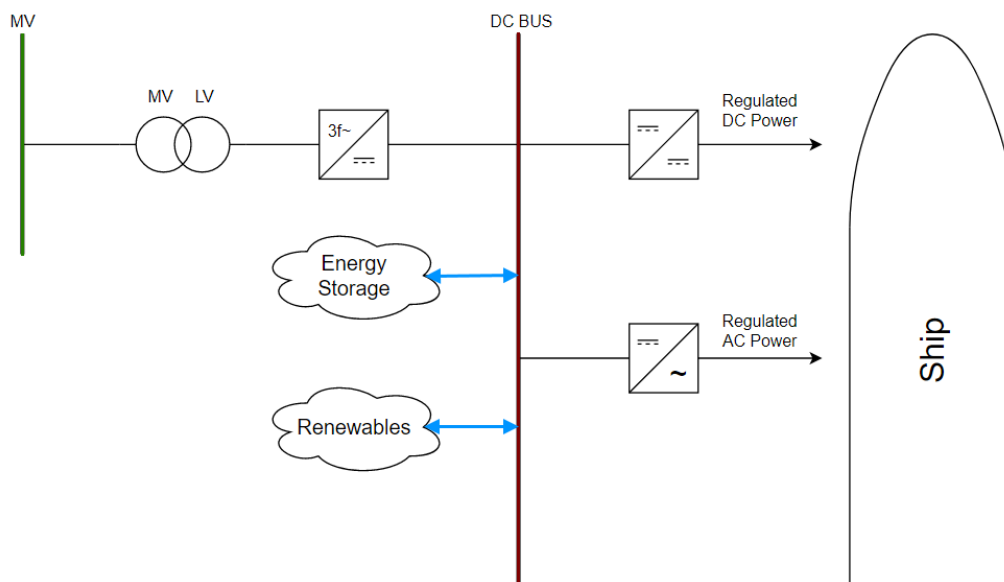 MV
DC BUS
MV
LV
Regulated
DC Power
3f~
Energy
Storage
Regulated
AC Power
~
Ship
Renewables